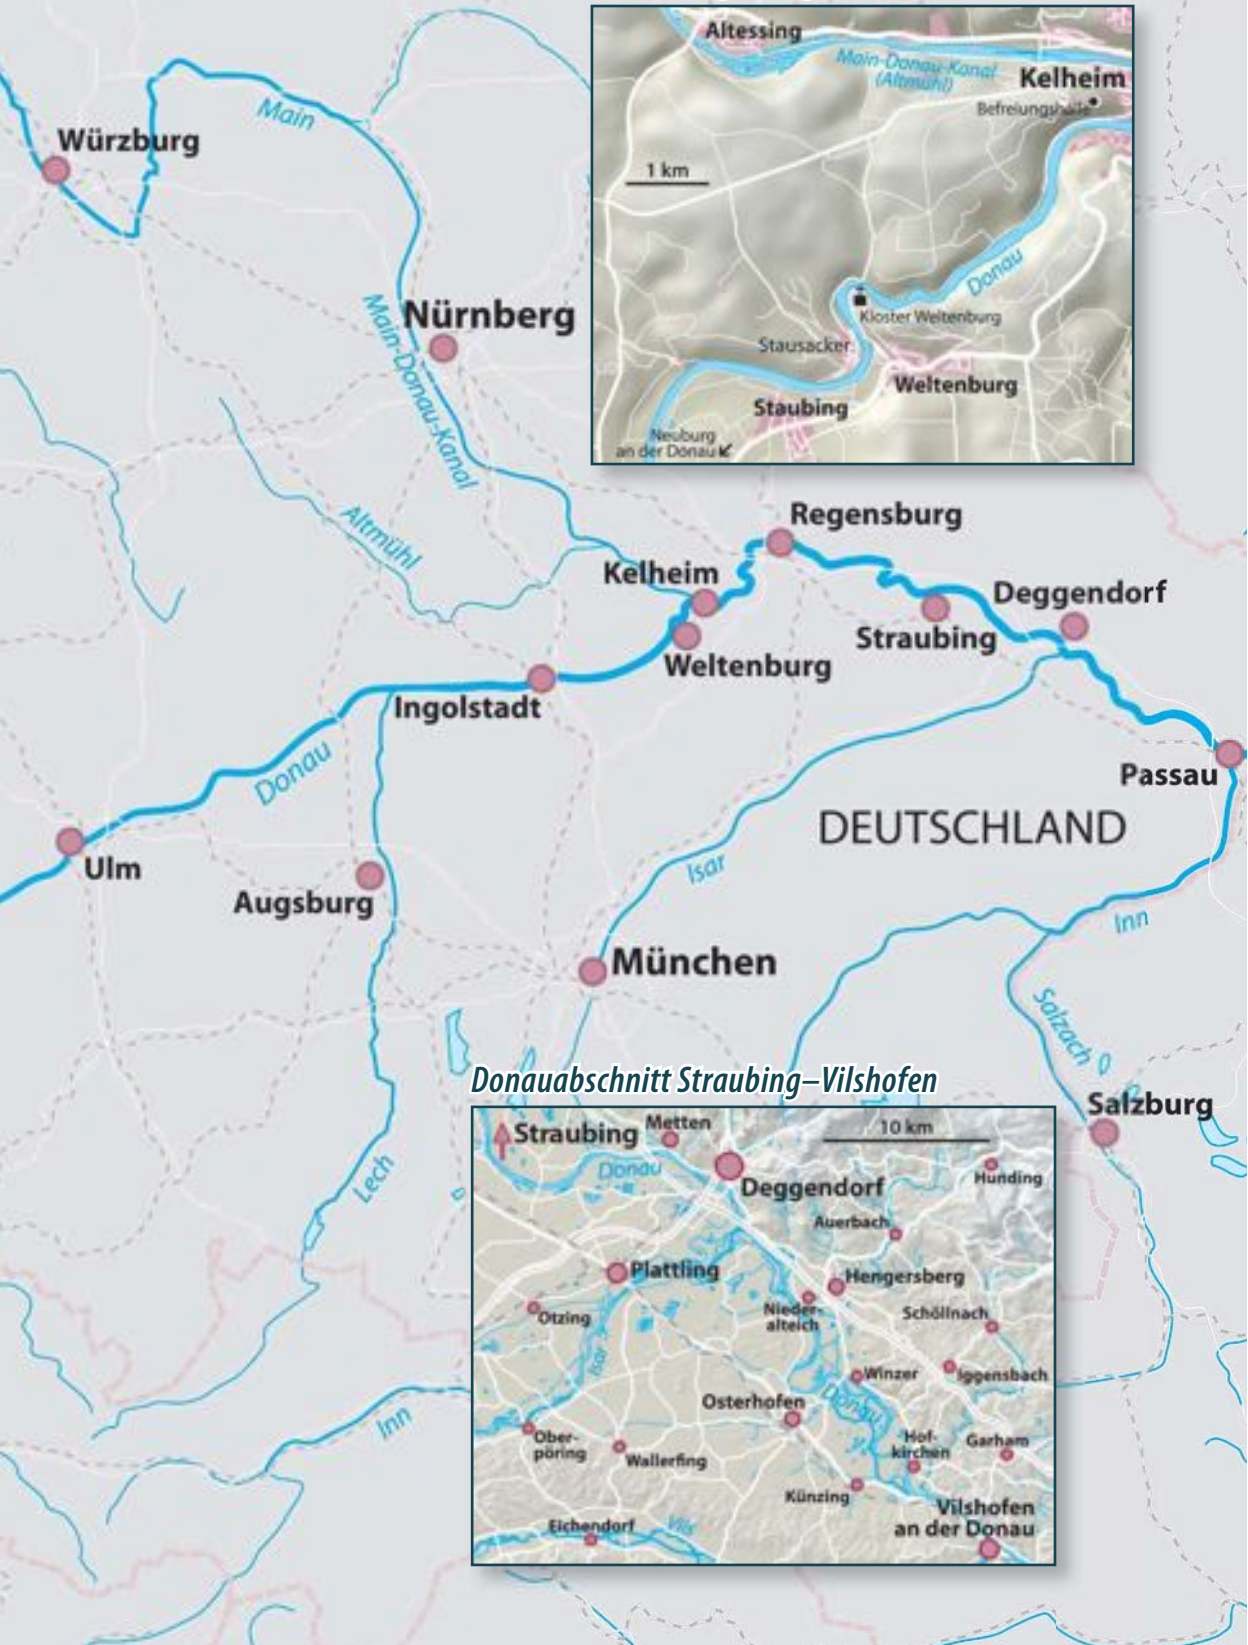 Altessing
Main-Donau-Kanal
(Altmühl)
Kelheim
Befreiungshalle
1 km
Donau
Kloster Weltenburg
Stausacker
Weltenburg
Staubing
Neuburg
an der Donau
Würzburg
Main
Nürnberg
Main-Donau-Kanal
Altmühl
Regensburg
Kelheim
Deggendorf
Straubing
Weltenburg
Ingolstadt
Donau
Passau
DEUTSCHLAND
Ulm
Isar
Augsburg
Inn
München
Salzach
Salzburg
Lech
Inn
Donauabschnitt Straubing–Vilshofen
Straubing
Metten
10 km
Donau
Deggendorf
Hunding
Auerbach
Plattling
Hengersberg
Otzing
Nieder-
alteich
Schöllnach
Isar
Winzer
Iggensbach
Osterhofen
Donau
Ober-
pöring
Wallerfing
Hof-
kirchen
Garham
Künzing
Vilshofen
an der Donau
Eichendorf
Vils